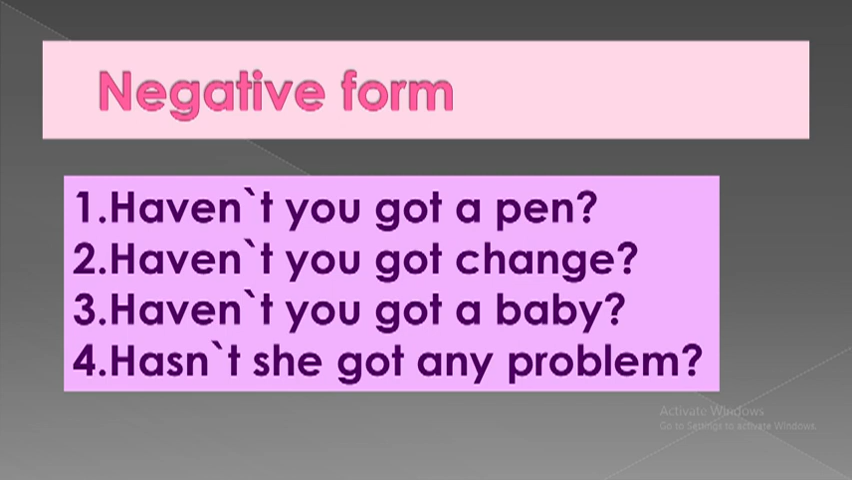 Negative form
1.Haven`t you got a pen?
2.Haven`t you got change?
3.Haven`t you got a baby?
4.Hasn`t she got any problem?
Activate Windows
Go to Settings to activate Windows.